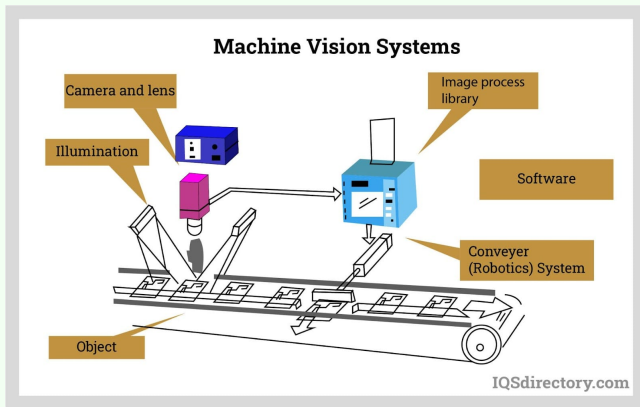 Machine Vision Systems
Camera and lens
Image process
library
Illumination
Software
Conveyer
(Robotics) System
Object
IQSdirectory.com